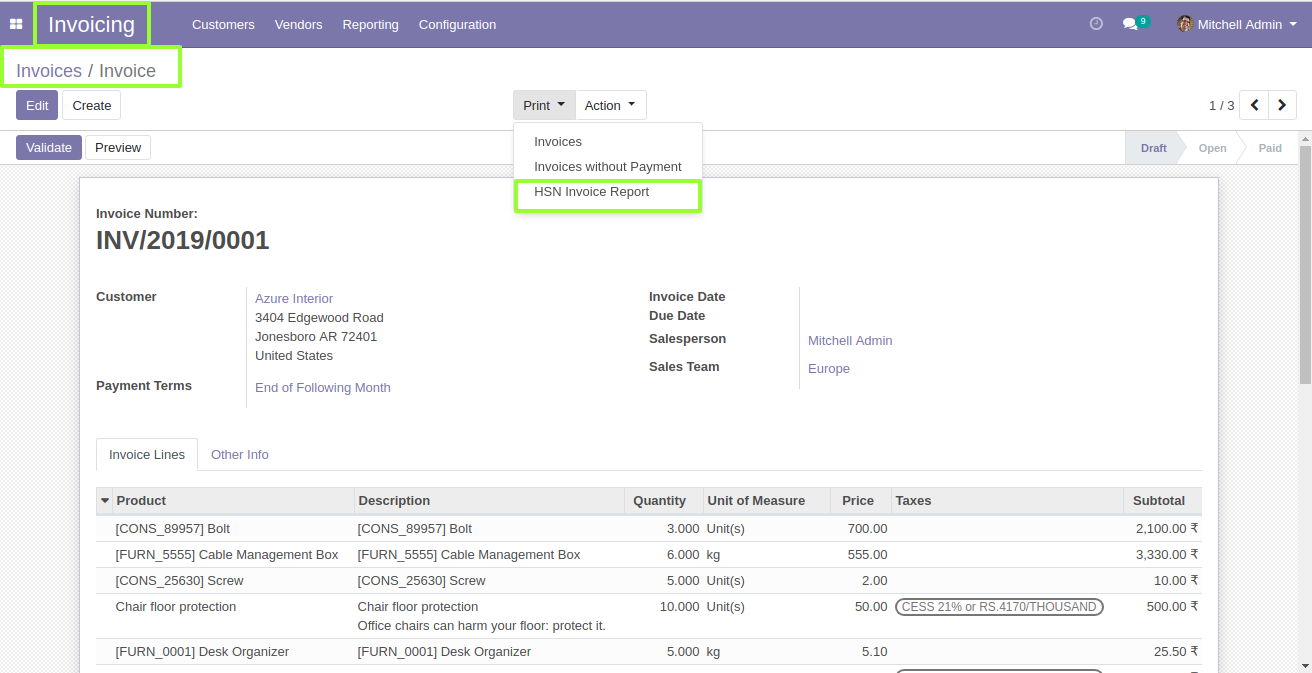 Invoicing Customers Vendors Reporting Configuration 9 Mitchell Admin
Invoices / Invoice
Edit Create Print Action 1 / 3
Validate Preview Draft Open Paid
Invoices
Invoices without Payment
HSN Invoice Report
Invoice Number:
INV/2019/0001
Customer Azure Interior
3404 Edgewood Road
Jonesboro AR 72401
United States
Payment Terms End of Following Month
Invoice Date
Due Date
Salesperson Mitchell Admin
Sales Team Europe
Invoice Lines Other Info
Product Description Quantity Unit of Measure Price Taxes Subtotal
[CONS_89957] Bolt [CONS_89957] Bolt 3.000 Unit(s) 700.00 2,100.00 ₹
[FURN_5555] Cable Management Box [FURN_5555] Cable Management Box 6.000 kg 555.00 3,330.00 ₹
[CONS_25630] Screw [CONS_25630] Screw 5.000 Unit(s) 2.00 10.00 ₹
Chair floor protection Chair floor protection 10.000 Unit(s) 50.00 CESS 21% or RS.4170/THOUSAND 500.00 ₹
Office chairs can harm your floor: protect it.
[FURN_0001] Desk Organizer [FURN_0001] Desk Organizer 5.000 kg 5.10 25.50 ₹